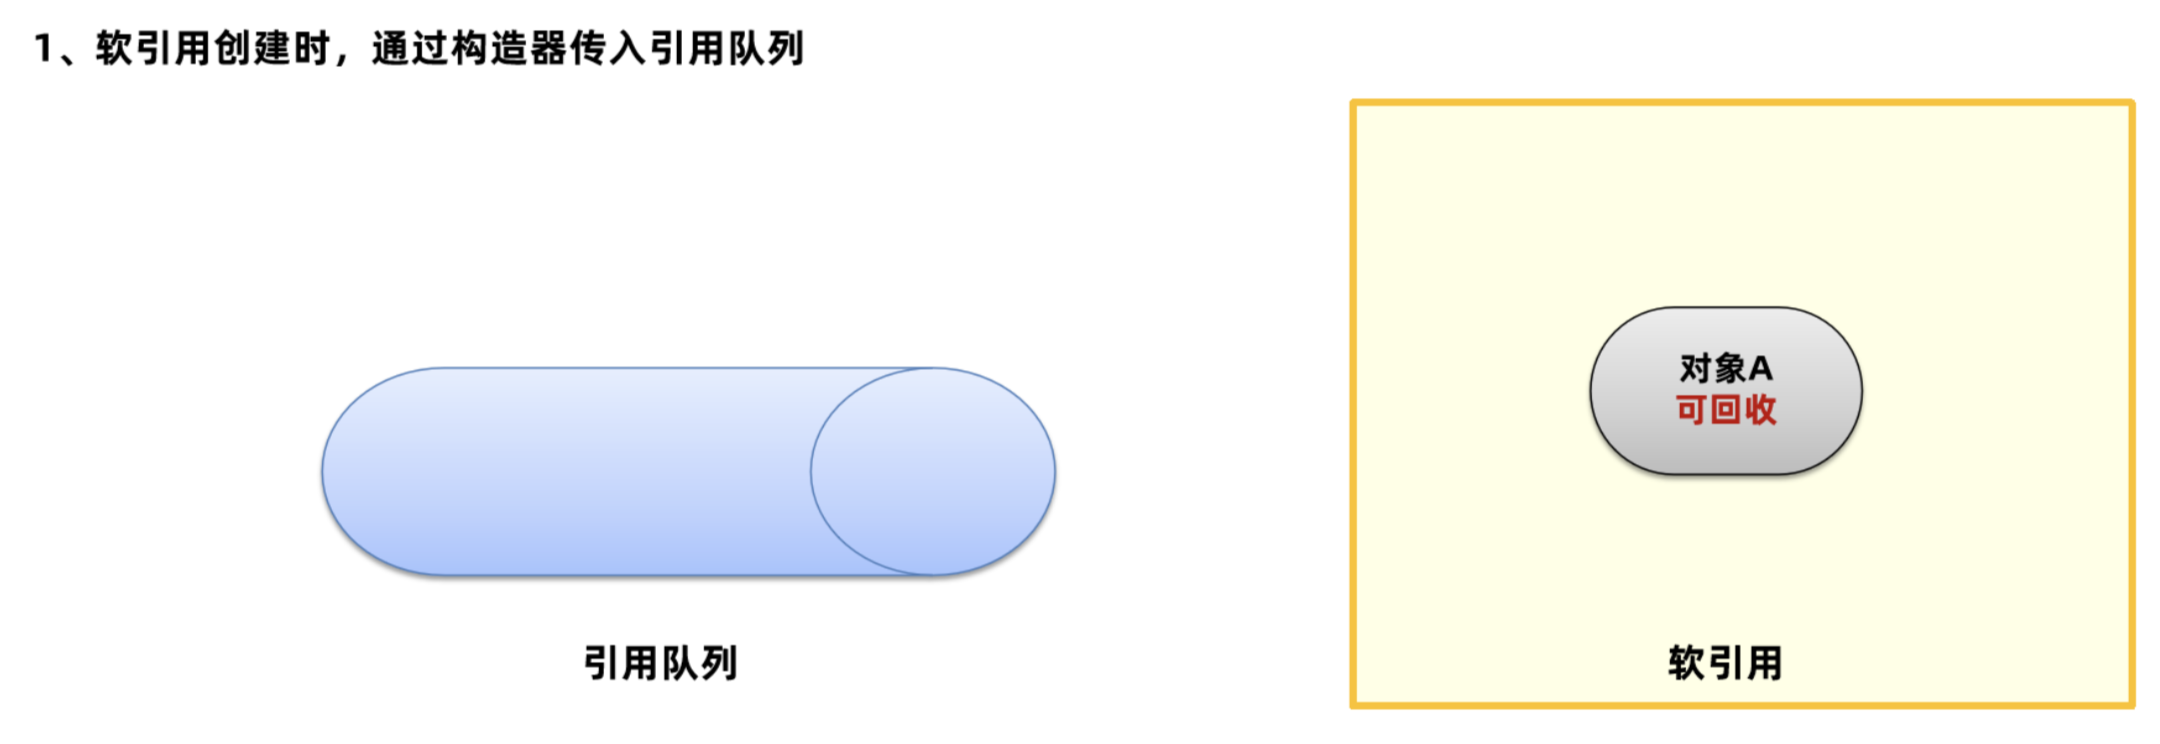 1、软引用创建时，通过构造器传入引用队列
对象A
可回收
引用队列
软引用